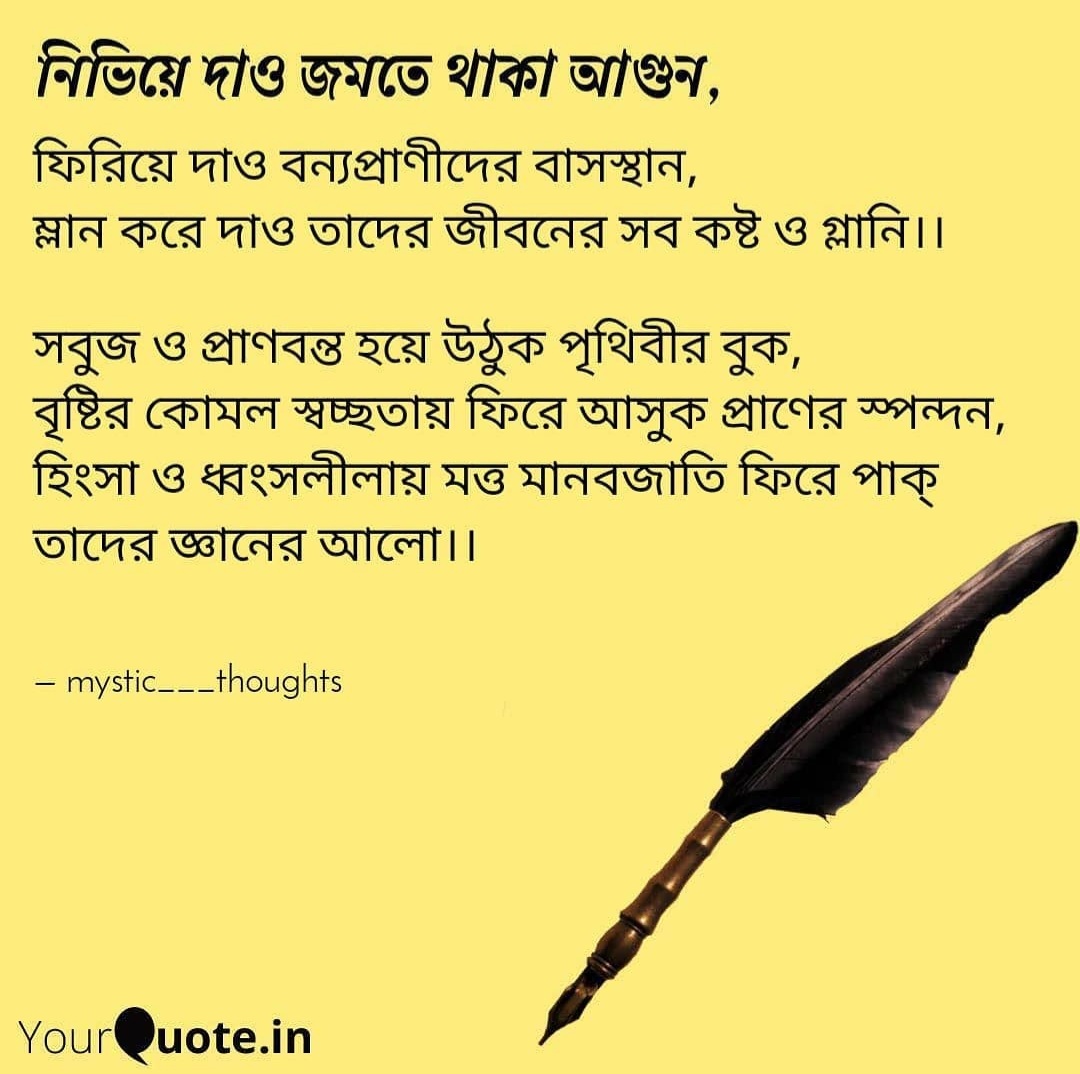 নিভিয়ে দাও জমতে থাকা আগুন,
ফিরিয়ে দাও বন্যপ্রাণীদের বাসস্থান,
ম্লান করে দাও তাদের জীবনের সব কষ্ট ও গ্লানি।।
সবুজ ও প্রাণবন্ত হয়ে উঠুক পৃথিবীর বুক,
বৃষ্টির কোমল স্বচ্ছতায় ফিরে আসুক প্রাণের স্পন্দন,
হিংসা ও ধ্বংসলীলায় মত্ত মানবজাতি ফিরে পাক্
তাদের জ্ঞানের আলো।।
– mystic___thoughts
YourQuote.in